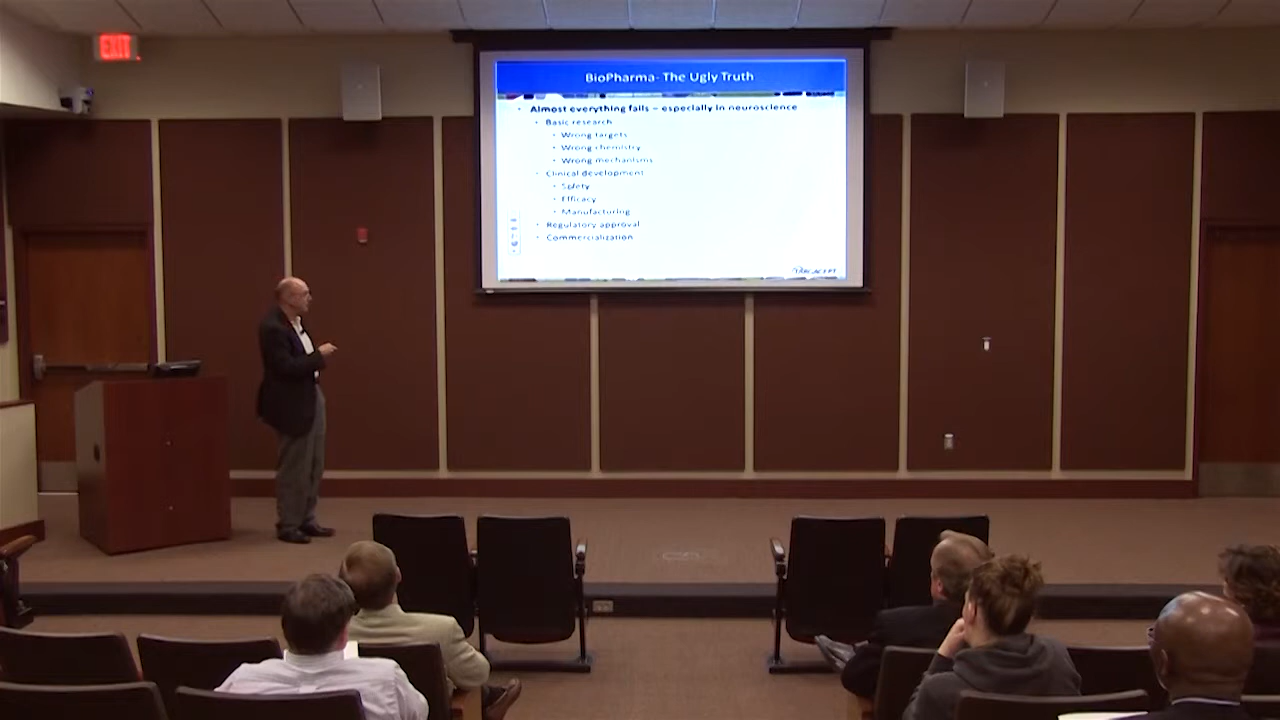 EXIT
BioPharma- The Ugly Truth
• Almost everything fails – especially in neuroscience
• Basic research
• Wrong targets
• Wrong chemistry
• Wrong mechanisms
• Clinical development
• Safety
• Efficacy
• Manufacturing
• Regulatory approval
• Commercialization